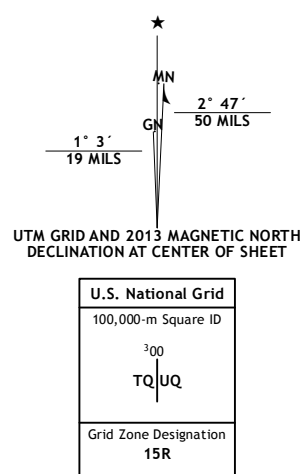 ★
MN
GN
2° 47´
50 MILS
1° 3´
19 MILS
UTM GRID AND 2013 MAGNETIC NORTH
DECLINATION AT CENTER OF SHEET
U.S. National Grid
100,000-m Square ID
³00
TQ UQ
Grid Zone Designation
15R